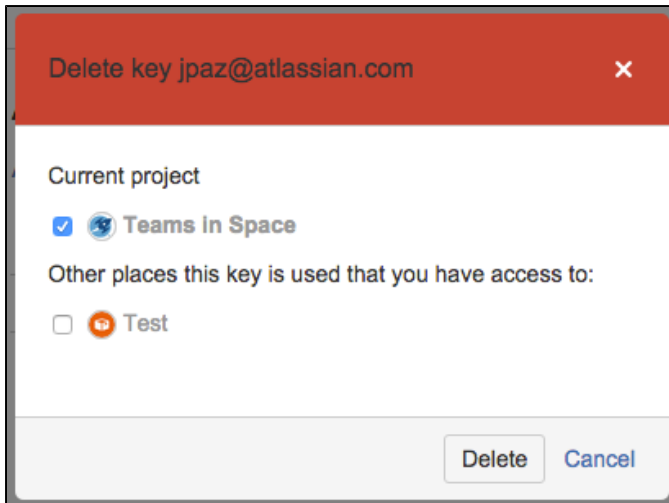 Delete key jpaz@atlassian.com
Current project
Teams in Space
Other places this key is used that you have access to:
Test
Delete Cancel